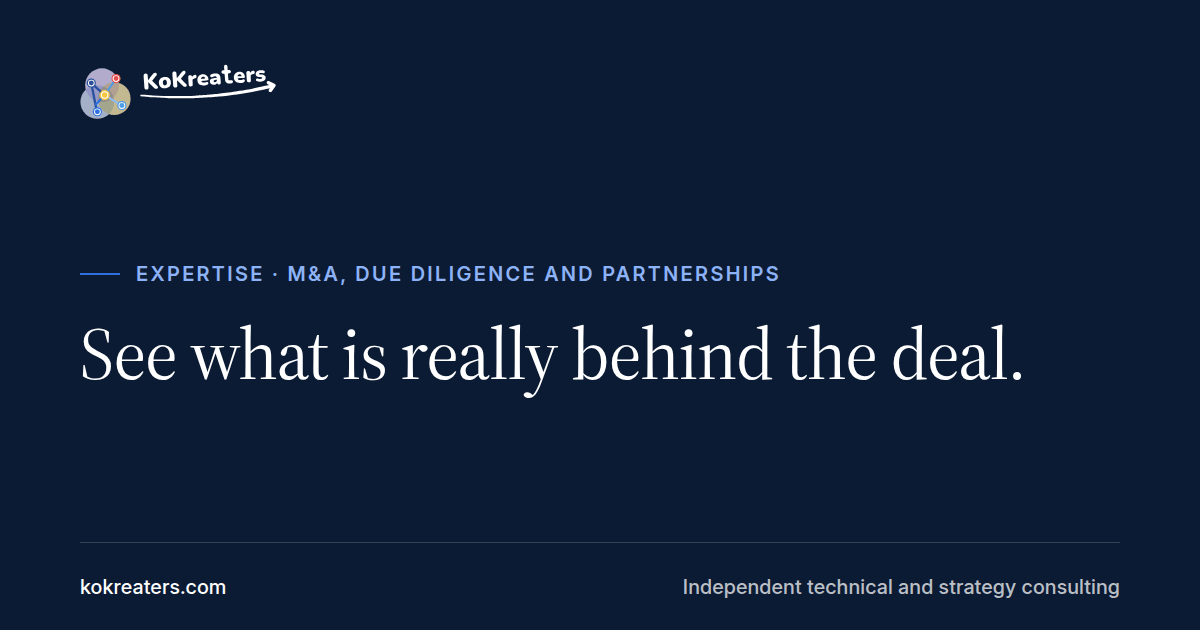 KoKreaters
EXPERTISE · M&A, DUE DILIGENCE AND PARTNERSHIPS
See what is really behind the deal.
kokreaters.com
Independent technical and strategy consulting